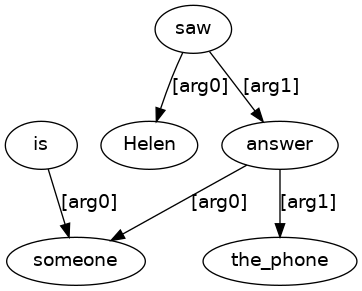 saw
[arg0] [arg1]
is Helen answer
[arg0] [arg0] [arg1]
someone the_phone